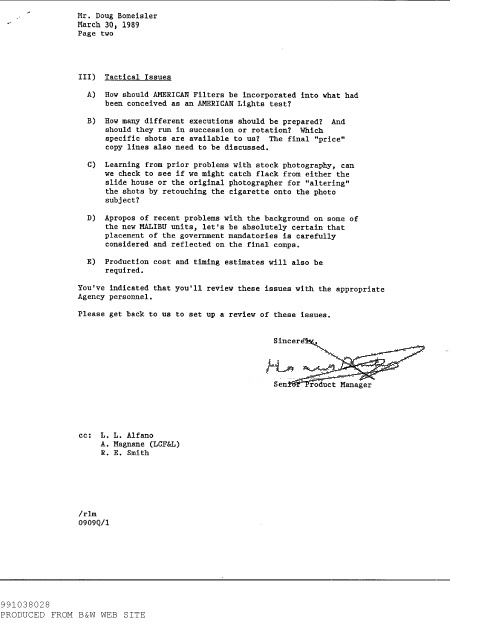 Mr. Doug Bomeisler
March 30, 1989
Page two
III) Tactical Issues
A) How should AMERICAN Filters be incorporated into what had
been conceived as an AMERICAN Lights test?
B) How many different executions should be prepared? And
should they run in succession or rotation? Which
specific shots are available to us? The final "price"
copy lines also need to be discussed.
C) Learning from prior problems with stock photography, can
we check to see if we might catch flack from either the
slide house or the original photographer for "altering"
the shots by retouching the cigarette onto the photo
subject?
D) Apropos of recent problems with the background on some of
the new MALIBU units, let's be absolutely certain that
placement of the government mandatories is carefully
considered and reflected on the final comps.
E) Production cost and timing estimates will also be
required.
You've indicated that you'll review these issues with the appropriate
Agency personnel.
Please get back to us to set up a review of these issues.
Sincerely,
Senior Product Manager
cc: L. L. Alfano
A. Magnane (LCF&L)
R. E. Smith
/rlm
0909Q/1
991038028
PRODUCED FROM B&W WEB SITE